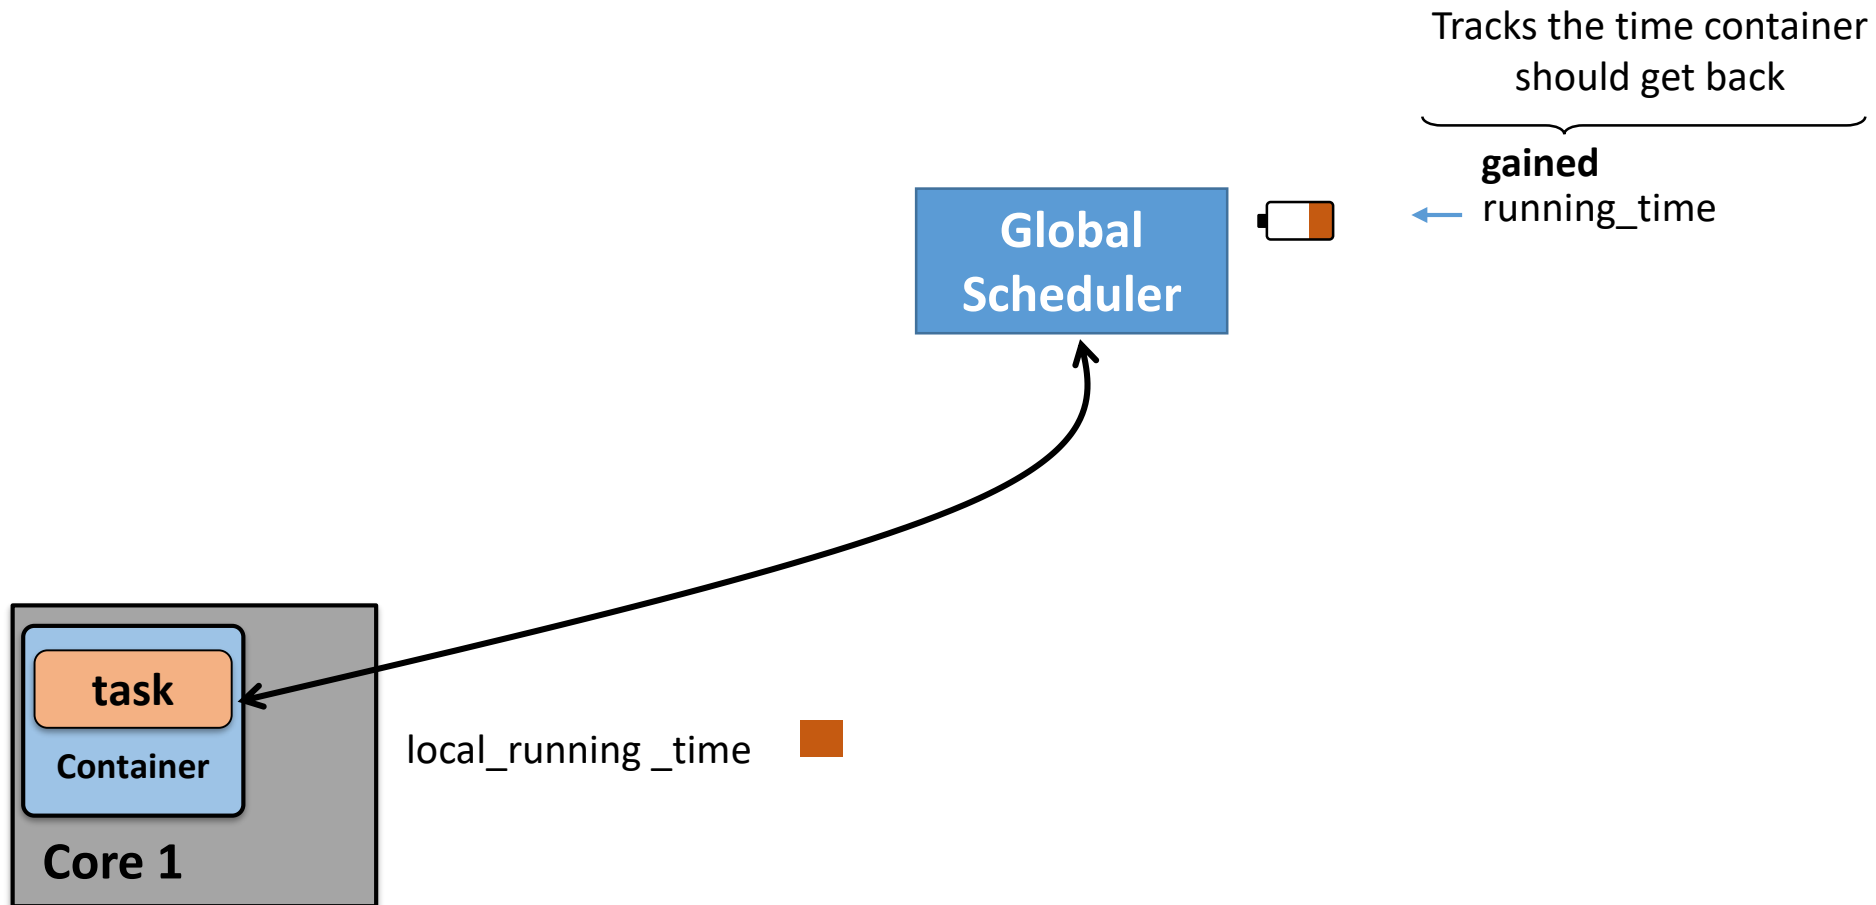 Tracks the time container
should get back
gained
running_time
Global
Scheduler
task
Container
local_running _time
Core 1